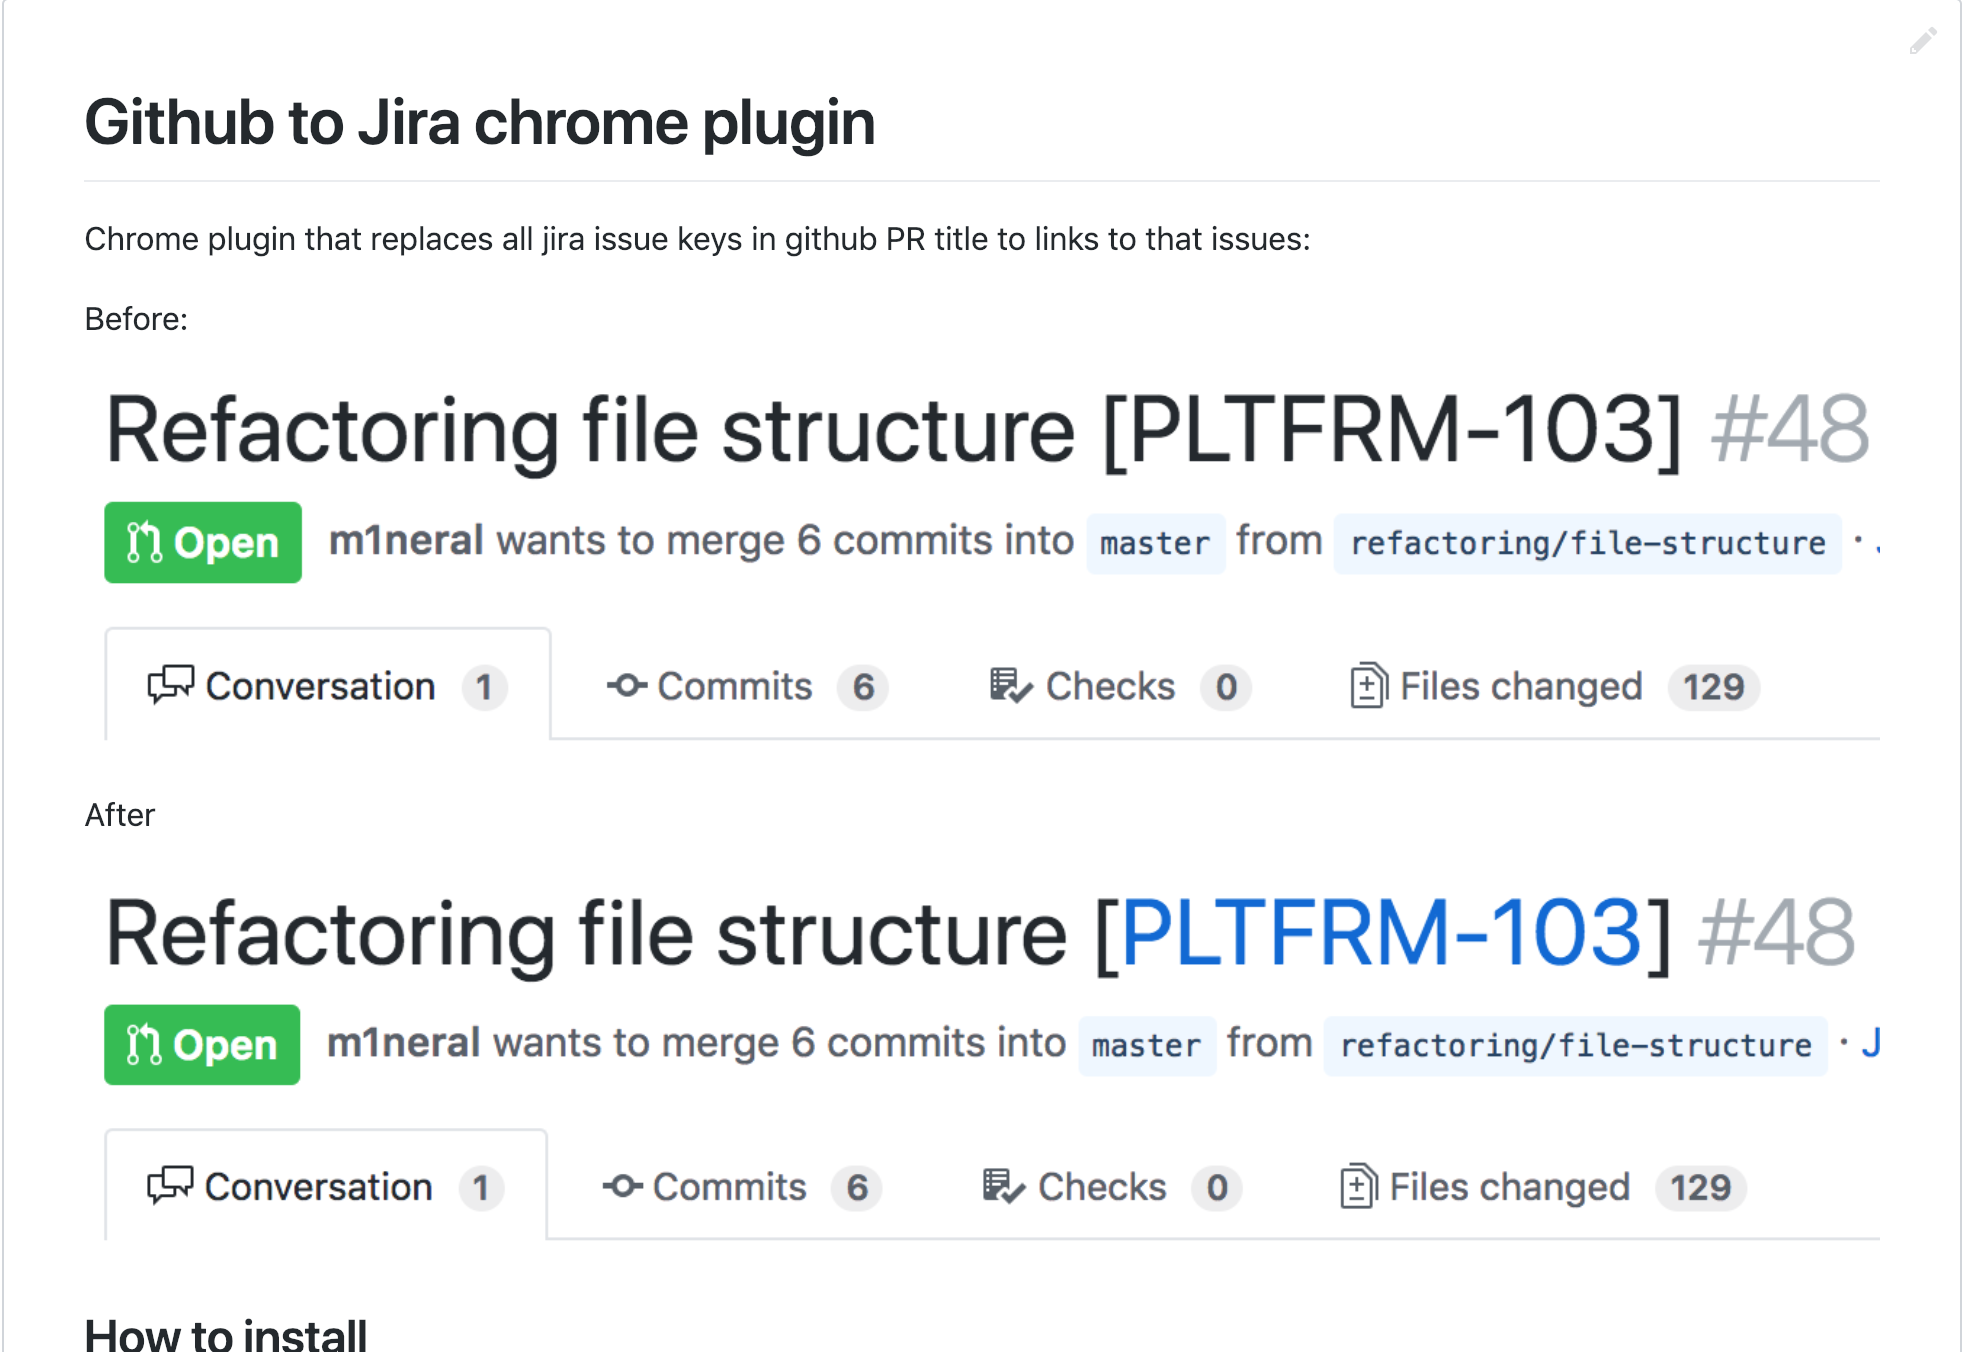 Github to Jira chrome plugin
Chrome plugin that replaces all jira issue keys in github PR title to links to that issues:
Before:
Refactoring file structure [PLTFRM-103] #48
Open m1neral wants to merge 6 commits into master from refactoring/file-structure ·
Conversation 1 Commits 6 Checks 0 Files changed 129
After
Refactoring file structure [PLTFRM-103] #48
Open m1neral wants to merge 6 commits into master from refactoring/file-structure · J
Conversation 1 Commits 6 Checks 0 Files changed 129
How to install